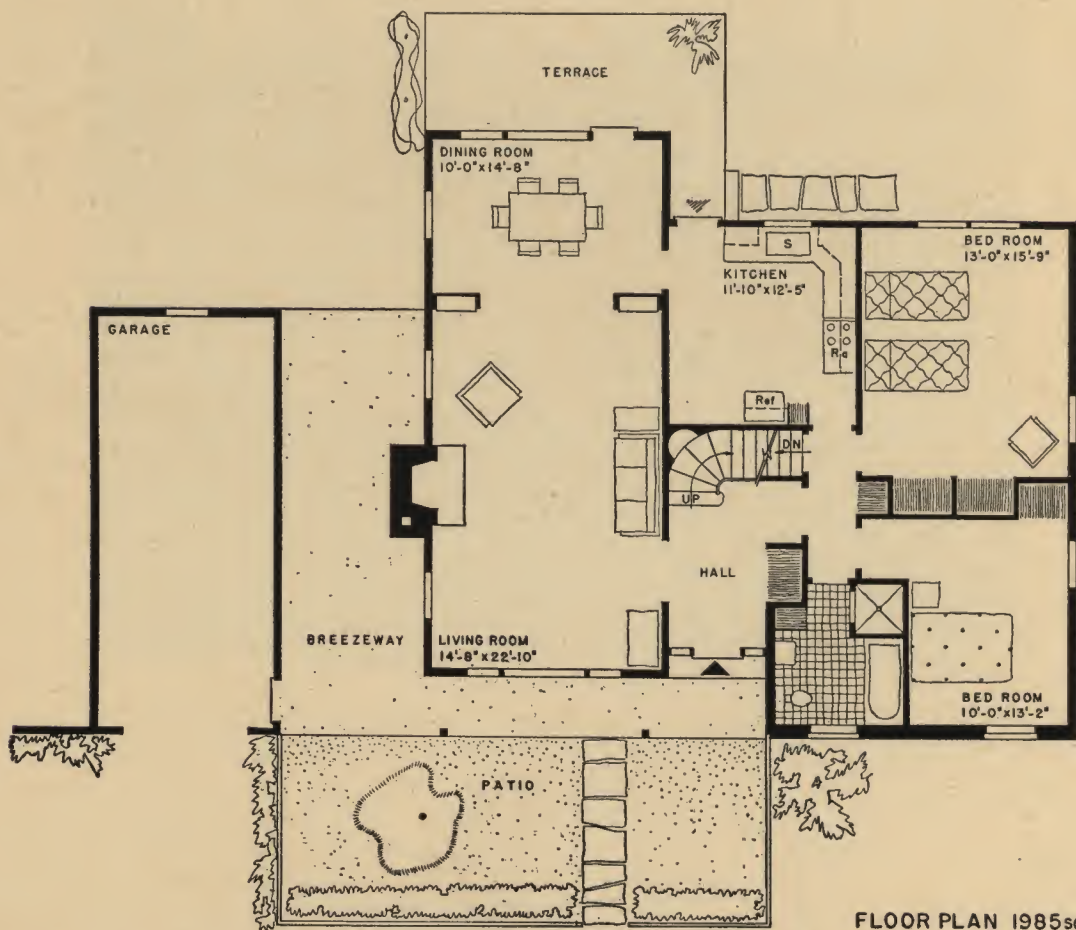 TERRACE
DINING ROOM
10'-0"x14'-8"
S
BED ROOM
13'-0"x15'-9"
KITCHEN
11'-10"x12'-5"
GARAGE
Ra
Ref
DN
UP
HALL
BREEZEWAY
LIVING ROOM
14'-8"x22'-10"
BED ROOM
10'-0"x13'-2"
PATIO
FLOOR PLAN 1985